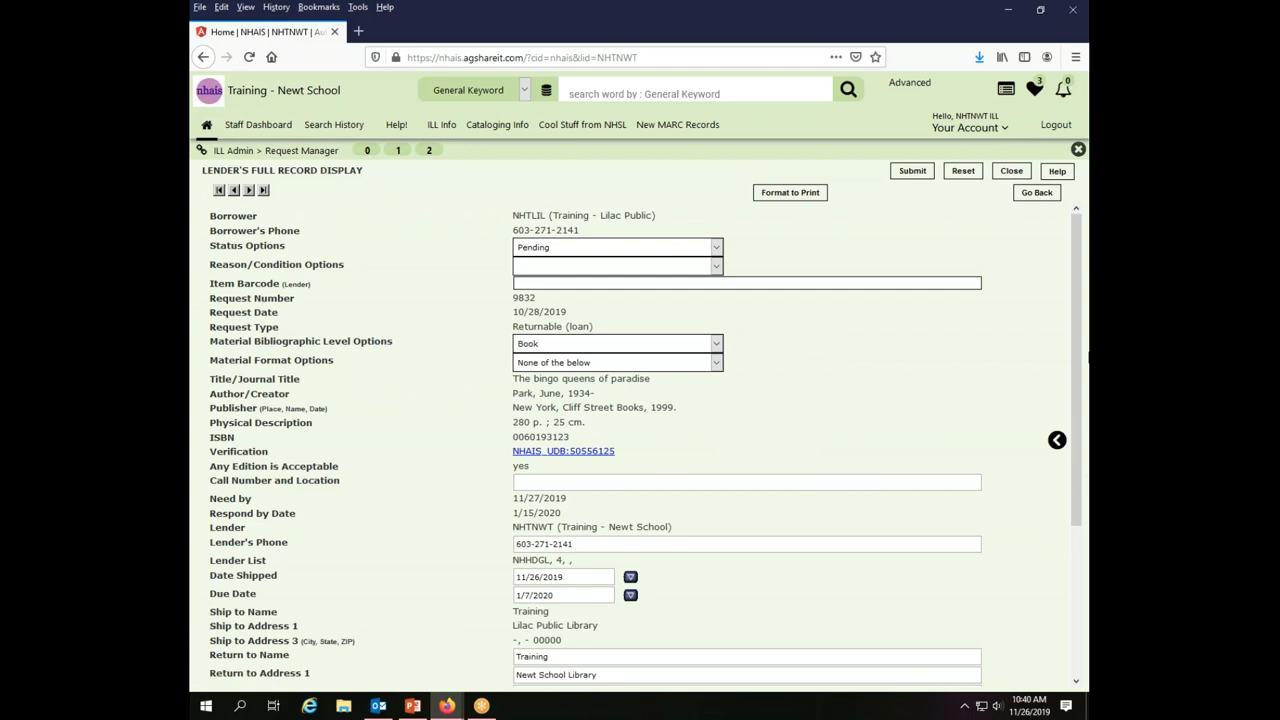 File Edit View History Bookmarks Tools Help
Home | NHAIS | NHTNWT | Au
https://nhais.agshareit.com/?cid=nhais&lid=NHTNWT
nhais Training - Newt School General Keyword search word by : General Keyword Advanced 3 0
Hello, NHTNWT ILL
Staff Dashboard Search History Help! ILL Info Cataloging Info Cool Stuff from NHSL New MARC Records Your Account Logout
ILL Admin > Request Manager 0 1 2
LENDER'S FULL RECORD DISPLAY Submit Reset Close Help
Format to Print Go Back
Borrower NHTLIL (Training - Lilac Public)
Borrower's Phone 603-271-2141
Status Options Pending
Reason/Condition Options
Item Barcode (Lender)
Request Number 9832
Request Date 10/28/2019
Request Type Returnable (loan)
Material Bibliographic Level Options Book
Material Format Options None of the below
Title/Journal Title The bingo queens of paradise
Author/Creator Park, June, 1934-
Publisher (Place, Name, Date) New York, Cliff Street Books, 1999.
Physical Description 280 p. ; 25 cm.
ISBN 0060193123
Verification NHAIS_UDB:50556125
Any Edition is Acceptable yes
Call Number and Location
Need by 11/27/2019
Respond by Date 1/15/2020
Lender NHTNWT (Training - Newt School)
Lender's Phone 603-271-2141
Lender List NHHDGL, 4, ,
Date Shipped 11/26/2019
Due Date 1/7/2020
Ship to Name Training
Ship to Address 1 Lilac Public Library
Ship to Address 3 (City, State, ZIP) -, - 00000
Return to Name Training
Return to Address 1 Newt School Library
10:40 AM
11/26/2019